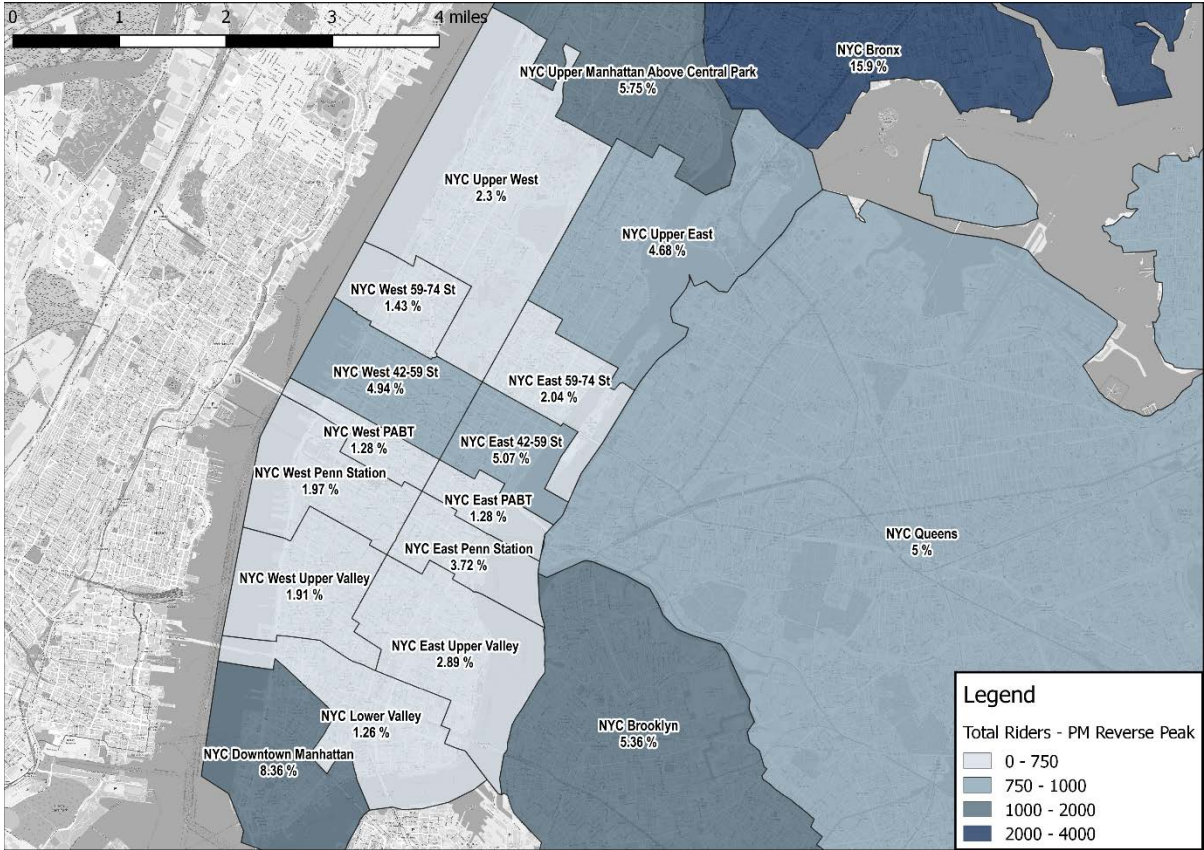 0 1 2 3 4 miles
NYC Bronx
15.9 %
NYC Upper Manhattan Above Central Park
5.75 %
NYC Upper West
2.3 %
NYC Upper East
4.68 %
NYC West 59-74 St
1.43 %
NYC West 42-59 St
4.94 %
NYC East 59-74 St
2.04 %
NYC West PABT
1.28 %
NYC East 42-59 St
5.07 %
NYC West Penn Station
1.97 %
NYC East PABT
1.28 %
NYC Queens
5 %
NYC East Penn Station
3.72 %
NYC West Upper Valley
1.91 %
NYC East Upper Valley
2.89 %
NYC Lower Valley
1.26 %
NYC Brooklyn
5.36 %
NYC Downtown Manhattan
8.36 %
Legend
Total Riders - PM Reverse Peak
0 - 750
750 - 1000
1000 - 2000
2000 - 4000